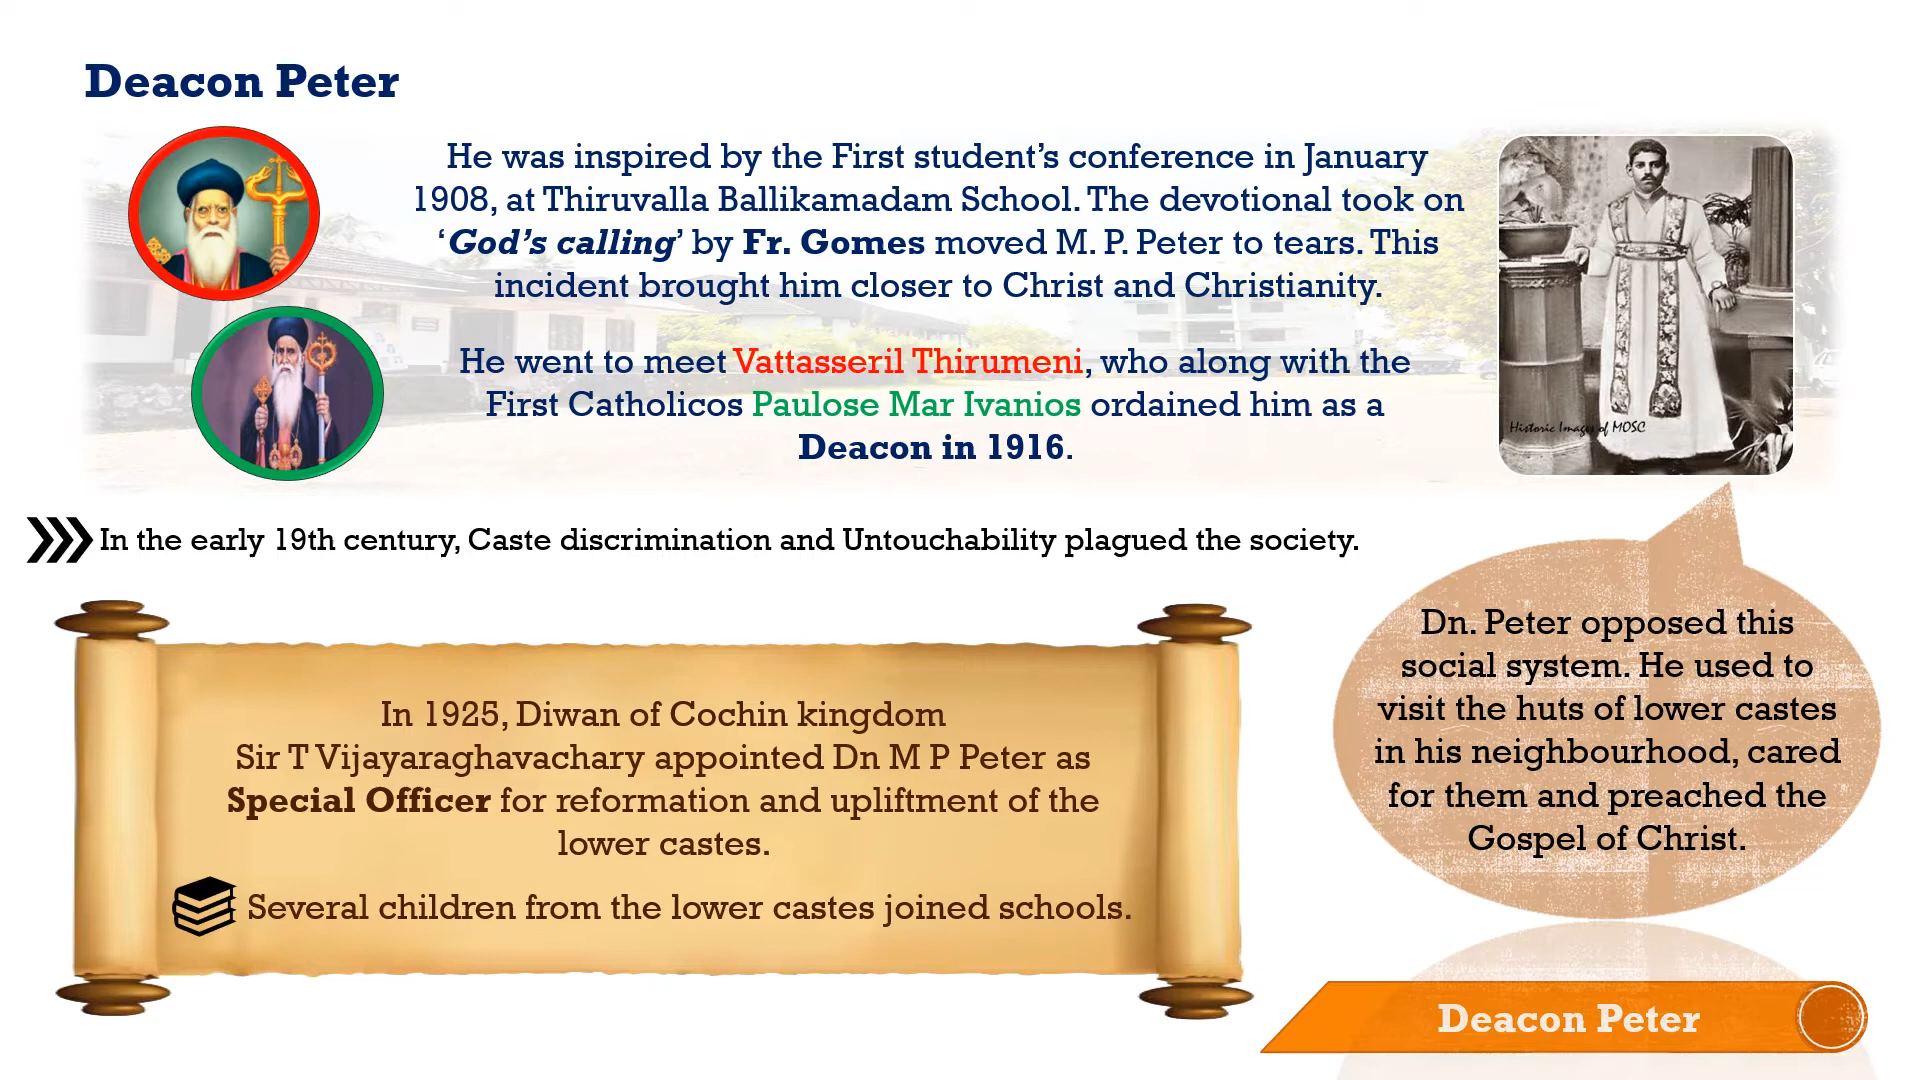 Deacon Peter
He was inspired by the First student’s conference in January
1908, at Thiruvalla Ballikamadam School. The devotional took on
‘God’s calling’ by Fr. Gomes moved M. P. Peter to tears. This
incident brought him closer to Christ and Christianity.
He went to meet Vattasseril Thirumeni, who along with the
First Catholicos Paulose Mar Ivanios ordained him as a
Deacon in 1916.
Historic Images of MOSC
In the early 19th century, Caste discrimination and Untouchability plagued the society.
In 1925, Diwan of Cochin kingdom
Sir T Vijayaraghavachary appointed Dn M P Peter as
Special Officer for reformation and upliftment of the
lower castes.
Several children from the lower castes joined schools.
Dn. Peter opposed this
social system. He used to
visit the huts of lower castes
in his neighbourhood, cared
for them and preached the
Gospel of Christ.
Deacon Peter